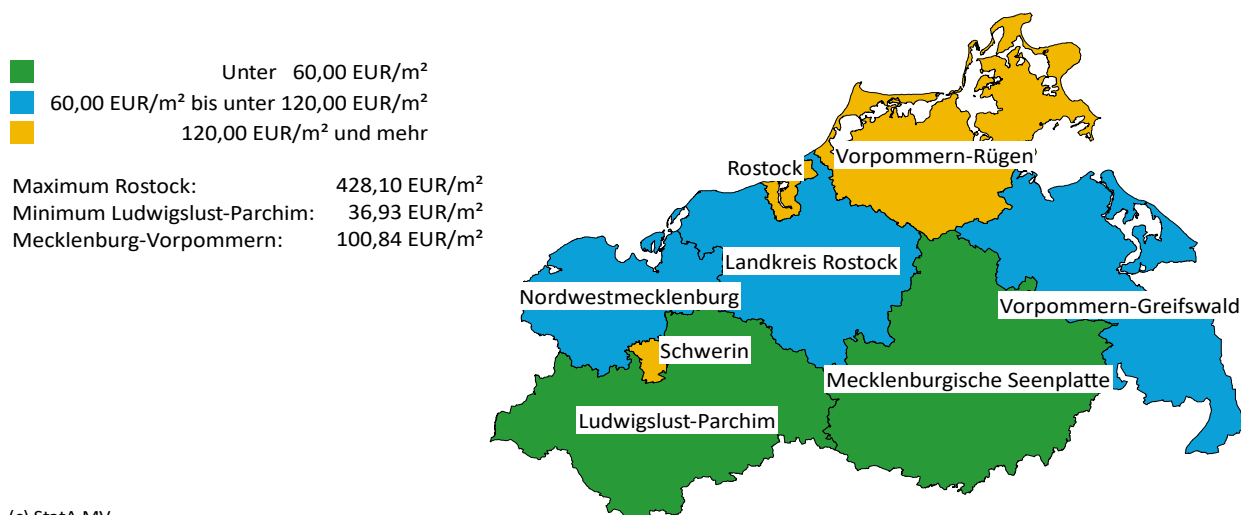 Unter 60,00 EUR/m²
60,00 EUR/m² bis unter 120,00 EUR/m²
120,00 EUR/m² und mehr
Maximum Rostock: 428,10 EUR/m²
Minimum Ludwigslust-Parchim: 36,93 EUR/m²
Mecklenburg-Vorpommern: 100,84 EUR/m²
Vorpommern-Rügen
Rostock
Landkreis Rostock
Nordwestmecklenburg
Vorpommern-Greifswald
Schwerin
Mecklenburgische Seenplatte
Ludwigslust-Parchim
(c) StatA MV